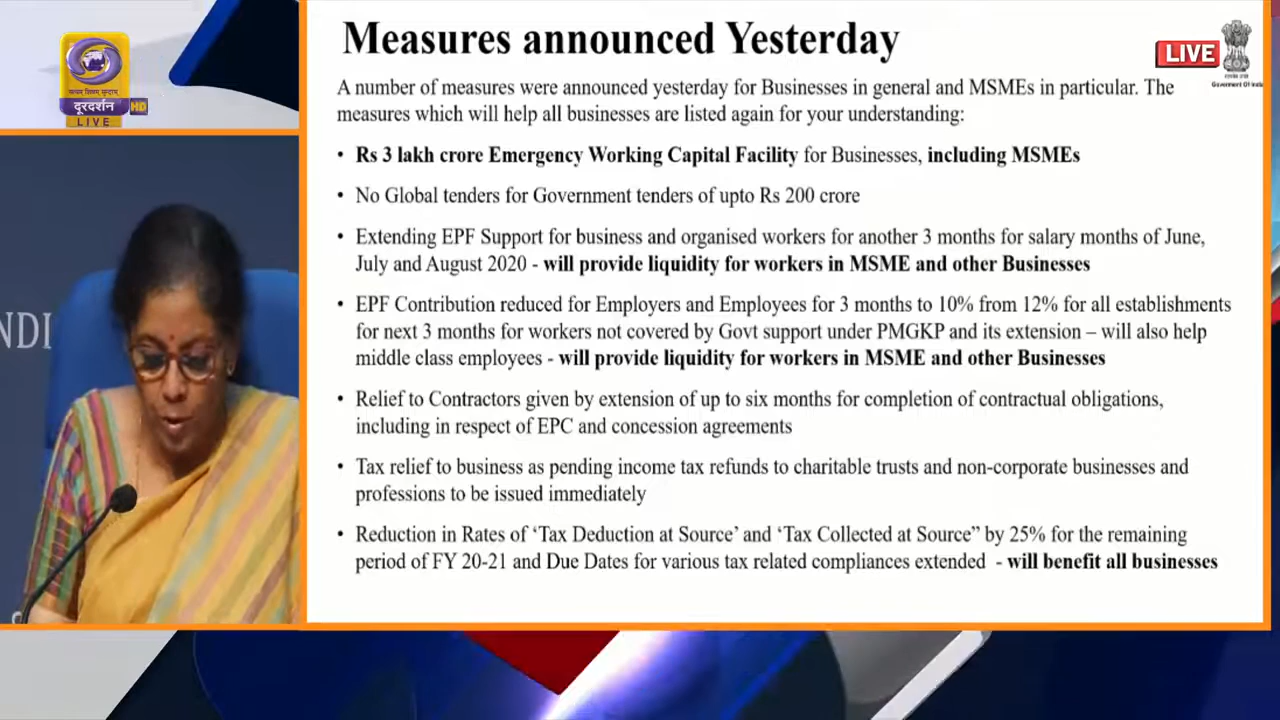 सत्यम् शिवम् सुन्दरम्
दूरदर्शन HD
LIVE
NDI
Measures announced Yesterday
LIVE
Government Of India
A number of measures were announced yesterday for Businesses in general and MSMEs in particular. The
measures which will help all businesses are listed again for your understanding:
• Rs 3 lakh crore Emergency Working Capital Facility for Businesses, including MSMEs
• No Global tenders for Government tenders of upto Rs 200 crore
• Extending EPF Support for business and organised workers for another 3 months for salary months of June,
July and August 2020 - will provide liquidity for workers in MSME and other Businesses
• EPF Contribution reduced for Employers and Employees for 3 months to 10% from 12% for all establishments
for next 3 months for workers not covered by Govt support under PMGKP and its extension – will also help
middle class employees - will provide liquidity for workers in MSME and other Businesses
• Relief to Contractors given by extension of up to six months for completion of contractual obligations,
including in respect of EPC and concession agreements
• Tax relief to business as pending income tax refunds to charitable trusts and non-corporate businesses and
professions to be issued immediately
• Reduction in Rates of ‘Tax Deduction at Source’ and ‘Tax Collected at Source” by 25% for the remaining
period of FY 20-21 and Due Dates for various tax related compliances extended - will benefit all businesses